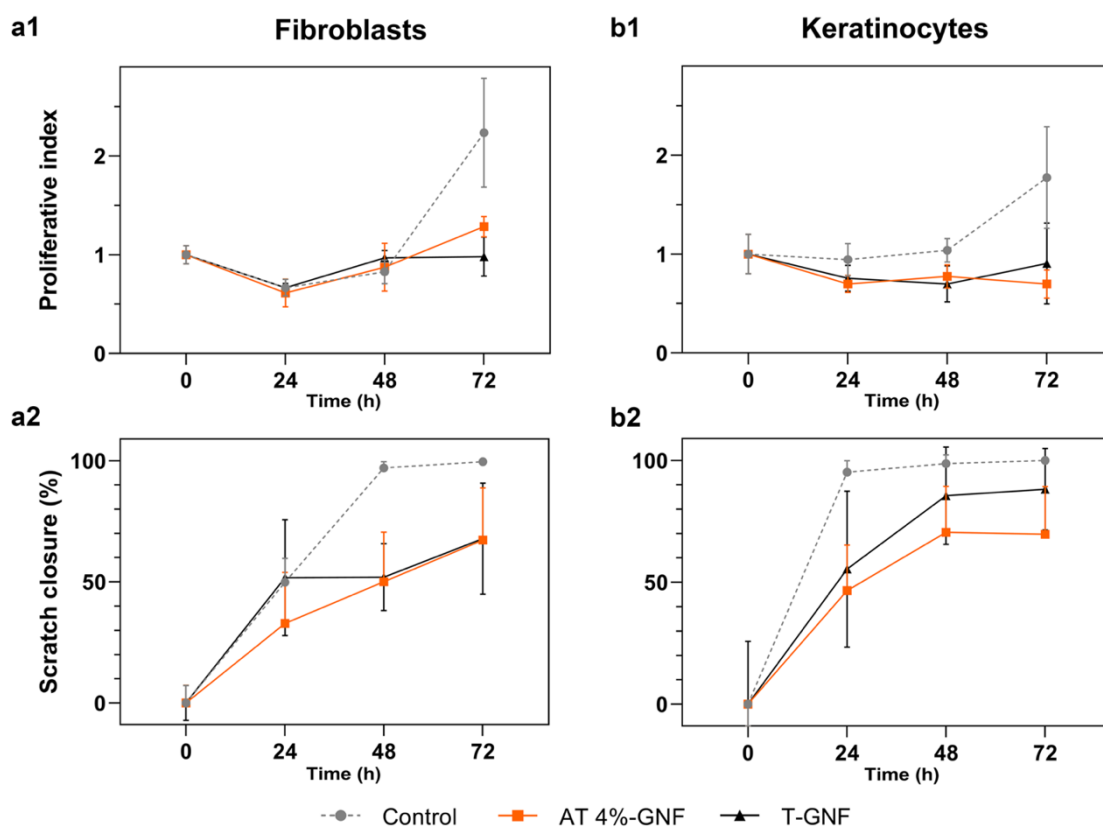 a1 Fibroblasts b1 Keratinocytes
Proliferative index
2 2
1 1
0 0
0 24 48 72 0 24 48 72
Time (h) Time (h)
a2 b2
Scratch closure (%)
100 100
50 50
0 0
0 24 48 72 0 24 48 72
Time (h) Time (h)
Control AT 4%-GNF T-GNF